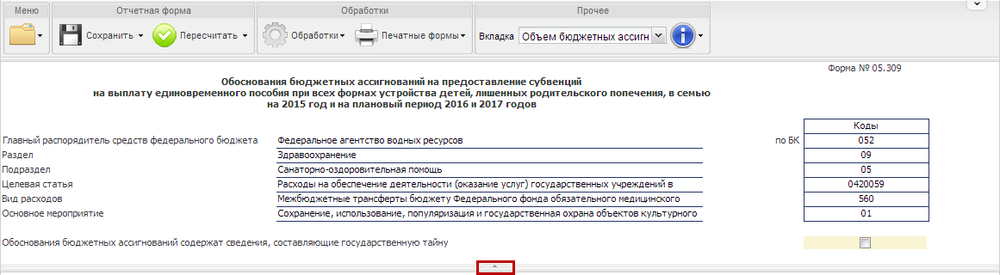 Меню
Отчетная форма
Обработки
Прочее
Сохранить
Пересчитать
Обработки
Печатные формы
Вкладка
Объем бюджетных ассигн
Форма № 05.309
Обоснования бюджетных ассигнований на предоставление субвенций
на выплату единовременного пособия при всех формах устройства детей, лишенных родительского попечения, в семью
на 2015 год и на плановый период 2016 и 2017 годов
Коды
Главный распорядитель средств федерального бюджета Федеральное агентство водных ресурсов по БК 052
Раздел Здравоохранение 09
Подраздел Санаторно-оздоровительная помощь 05
Целевая статья Расходы на обеспечение деятельности (оказание услуг) государственных учреждений в 0420059
Вид расходов Межбюджетные трансферты бюджету Федерального фонда обязательного медицинского 560
Основное мероприятие Сохранение, использование, популяризация и государственная охрана объектов культурного 01
Обоснования бюджетных ассигнований содержат сведения, составляющие государственную тайну